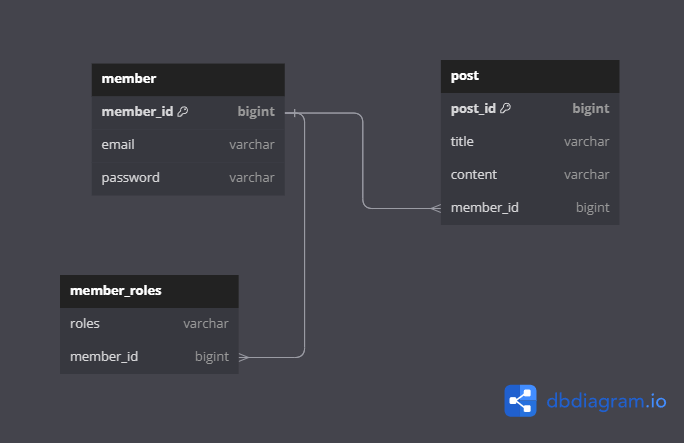 member
member_id bigint
email varchar
password varchar
post
post_id bigint
title varchar
content varchar
member_id bigint
member_roles
roles varchar
member_id bigint
dbdiagram.io